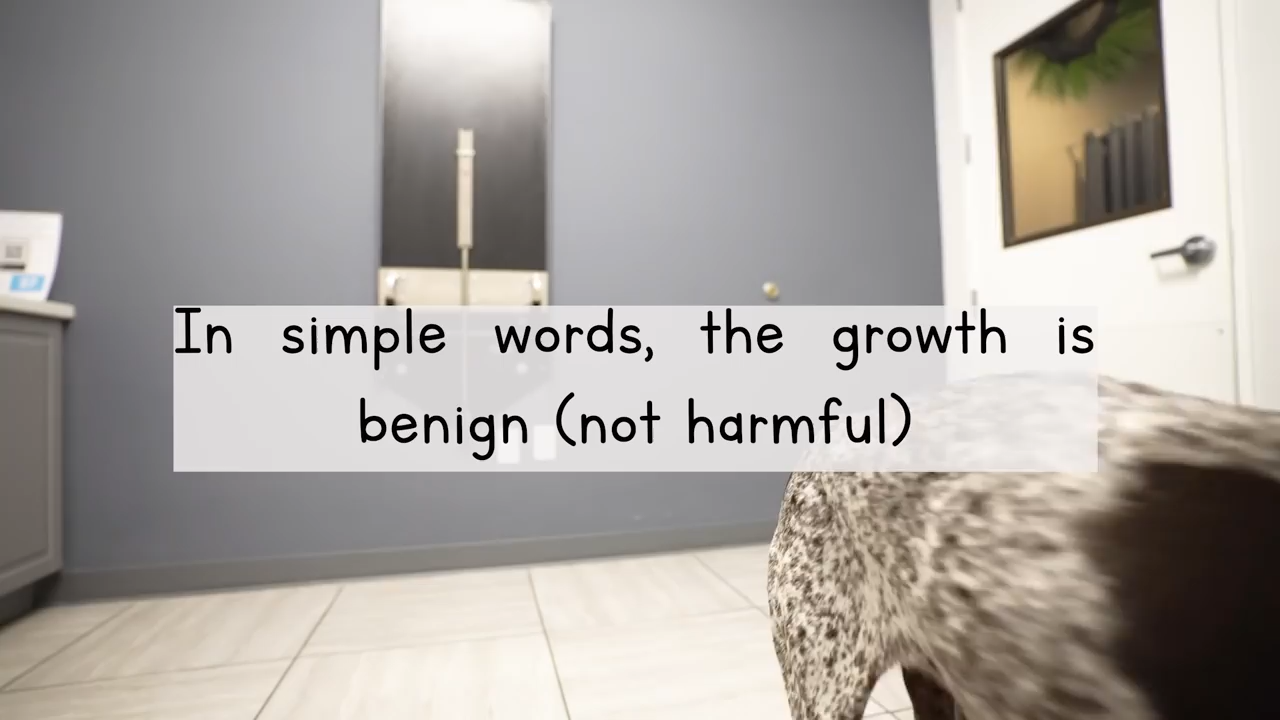 In simple words, the growth is
benign (not harmful)